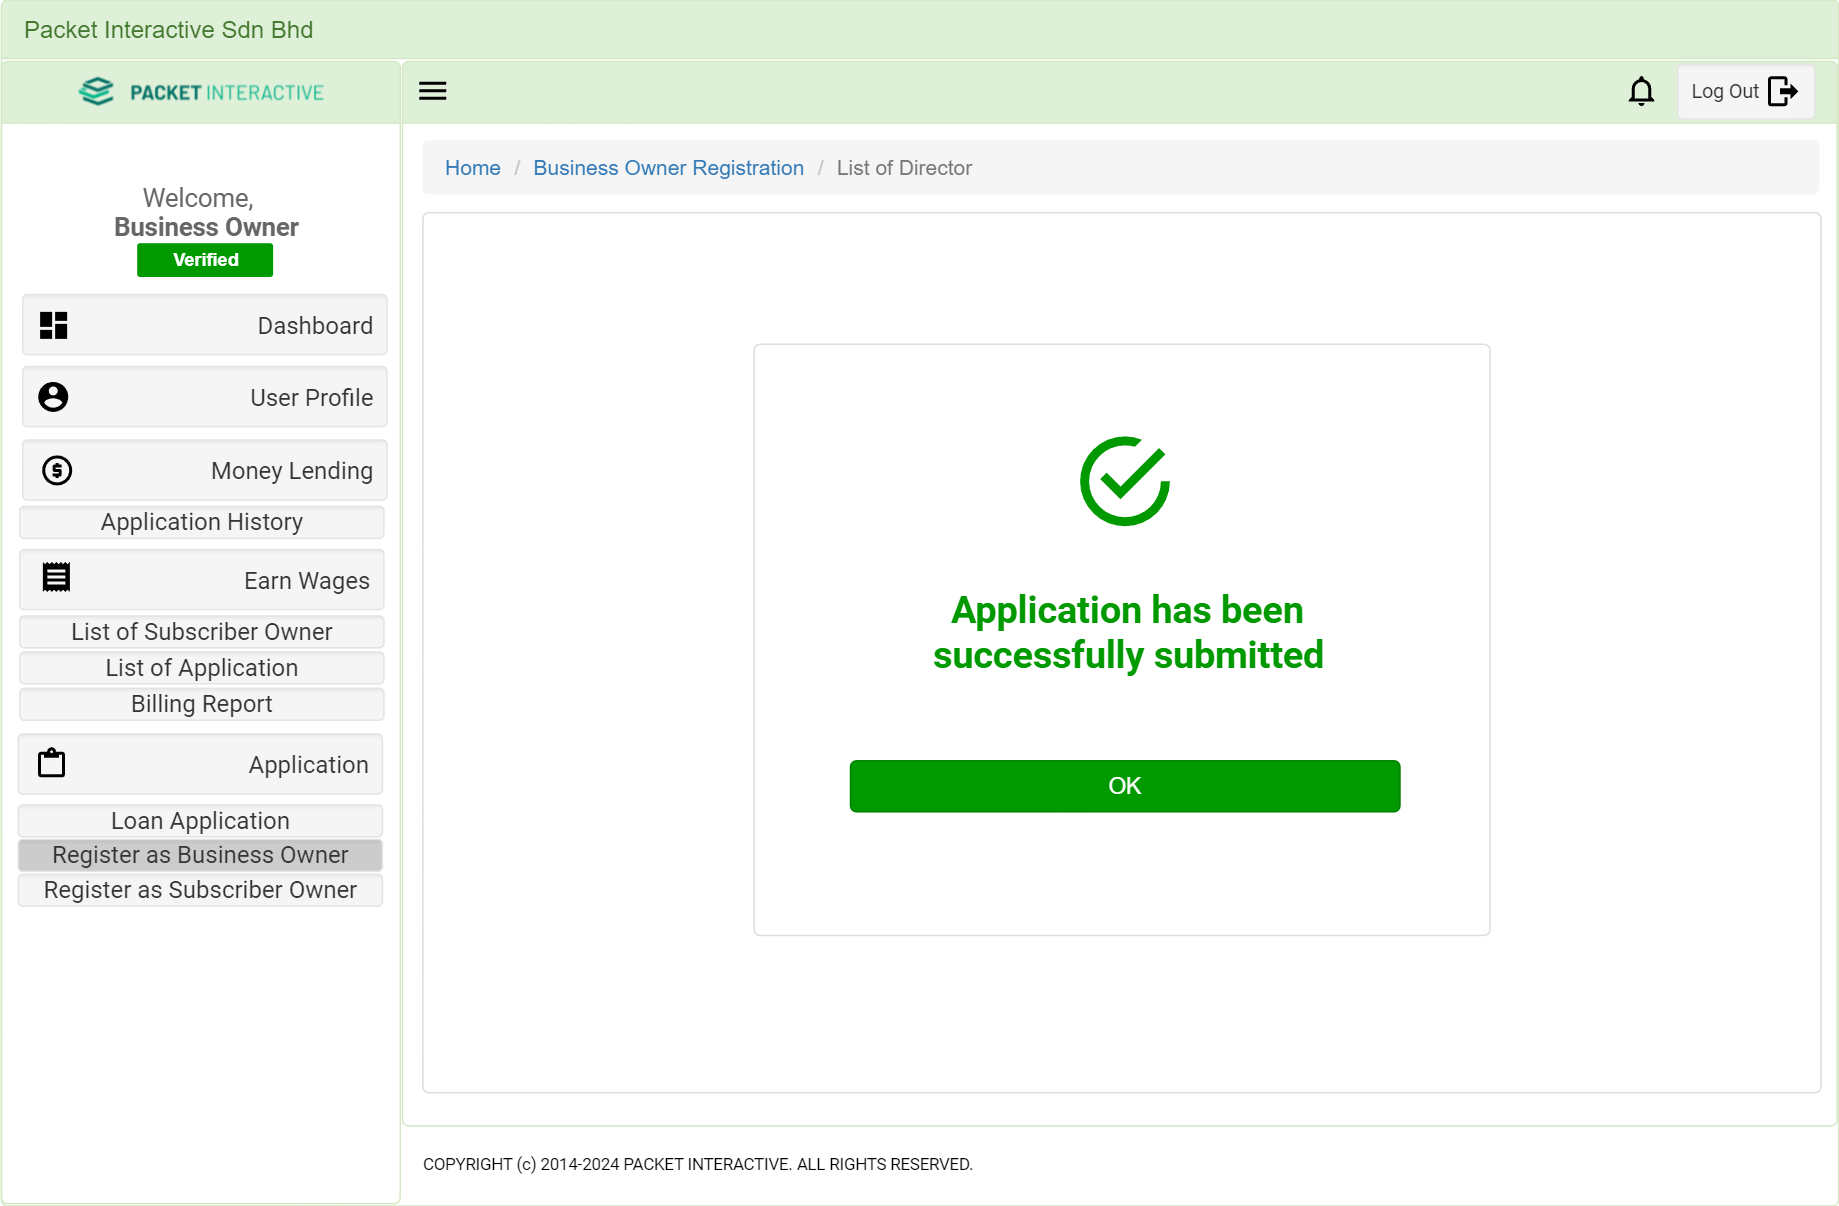 Packet Interactive Sdn Bhd
PACKET INTERACTIVE
Log Out
Welcome,
Business Owner
Verified
Dashboard
User Profile
Money Lending
Application History
Earn Wages
List of Subscriber Owner
List of Application
Billing Report
Application
Loan Application
Register as Business Owner
Register as Subscriber Owner
Home / Business Owner Registration / List of Director
Application has been
successfully submitted
OK
COPYRIGHT (c) 2014-2024 PACKET INTERACTIVE. ALL RIGHTS RESERVED.